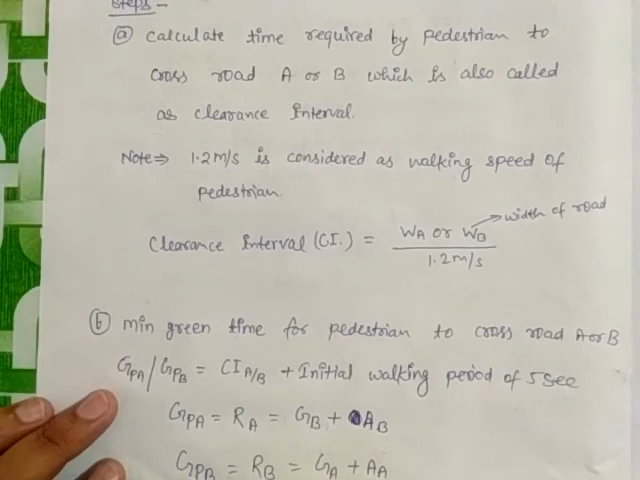 Steps -
(a) Calculate time required by pedestrian to
cross road A or B which is also called
as clearance Interval.
Note ⇒ 1.2 m/s is considered as walking speed of
pedestrian.
Clearance Interval (C.I.) = WA or WB / 1.2 m/s → width of road
(b) Min green time for pedestrian to cross road A or B
GPA / GPB = CI A/B + Initial walking period of 5 sec
GPA = RA = GB + AB
GPB = RB = GA + AA